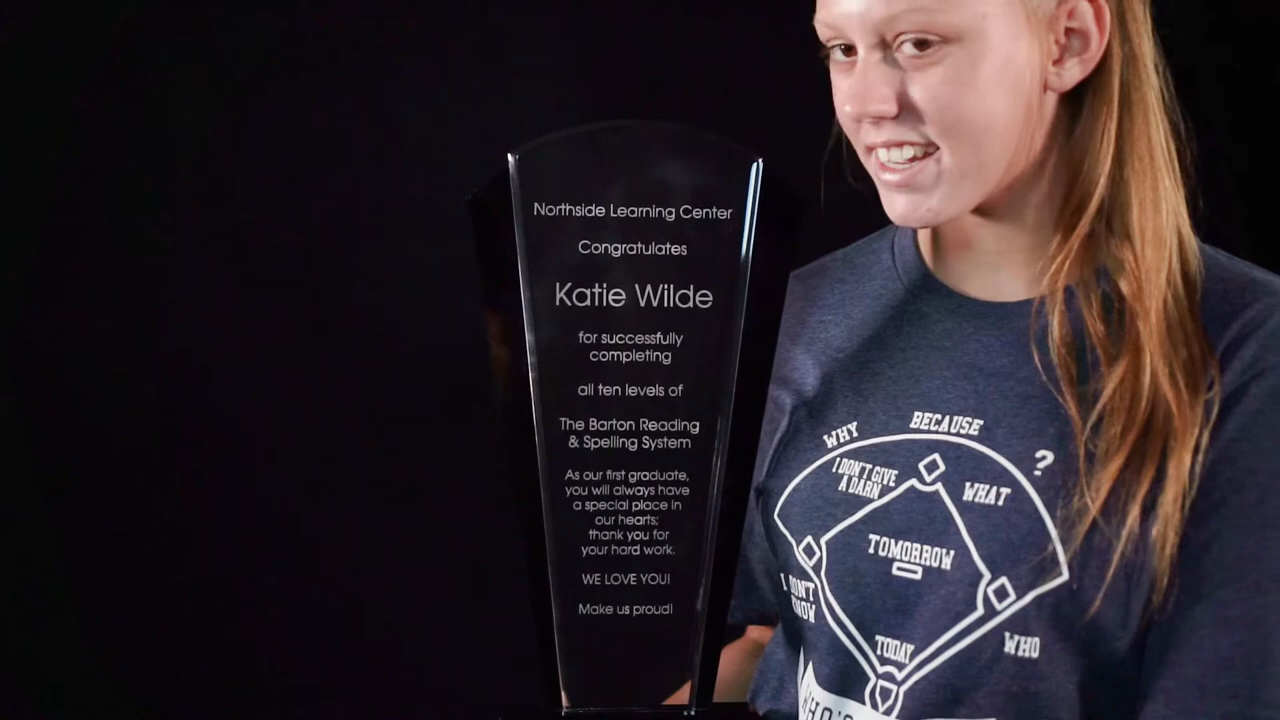 Northside Learning Center
Congratulates
Katie Wilde
for successfully
completing
all ten levels of
The Barton Reading
& Spelling System
As our first graduate,
you will always have
a special place in
our hearts;
thank you for
your hard work.
WE LOVE YOU!
Make us proud!
WHY
BECAUSE
?
I DON'T GIVE
A DARN
WHAT
TOMORROW
I DON'T
KNOW
TODAY
WHO
WHO'S